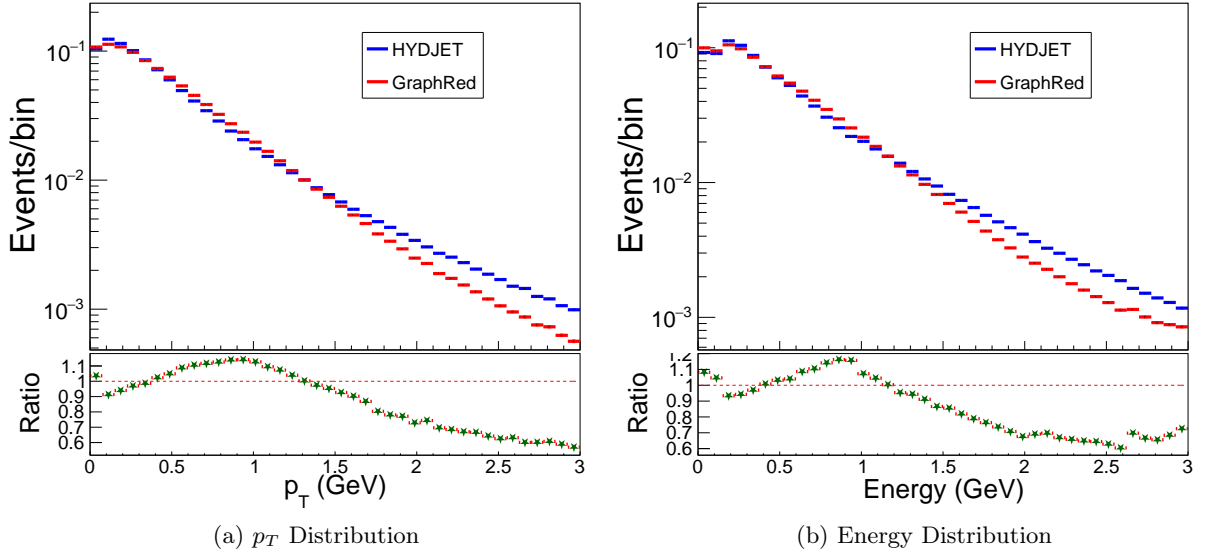 HYDJET
GraphRed
Events/bin
10⁻¹
10⁻²
10⁻³
Ratio
1.1
1
0.9
0.8
0.7
0.6
0 0.5 1 1.5 2 2.5 3
p_T (GeV)
(a) p_T Distribution
HYDJET
GraphRed
Events/bin
10⁻¹
10⁻²
10⁻³
Ratio
1.2
1.1
1
0.9
0.8
0.7
0.6
0 0.5 1 1.5 2 2.5 3
Energy (GeV)
(b) Energy Distribution